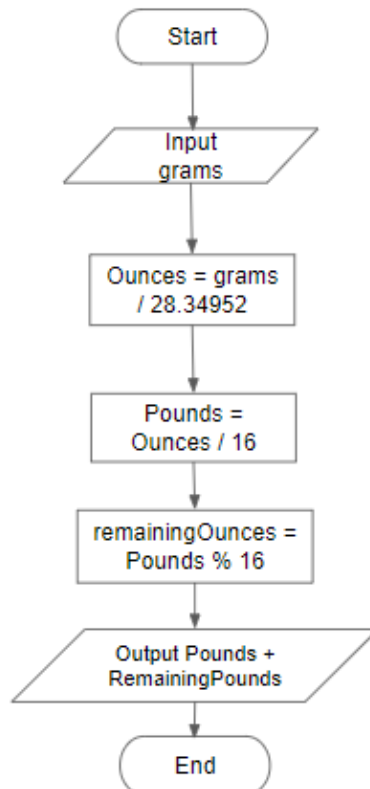 Start
Input
grams
Ounces = grams
/ 28.34952
Pounds =
Ounces / 16
remainingOunces =
Pounds % 16
Output Pounds +
RemainingPounds
End